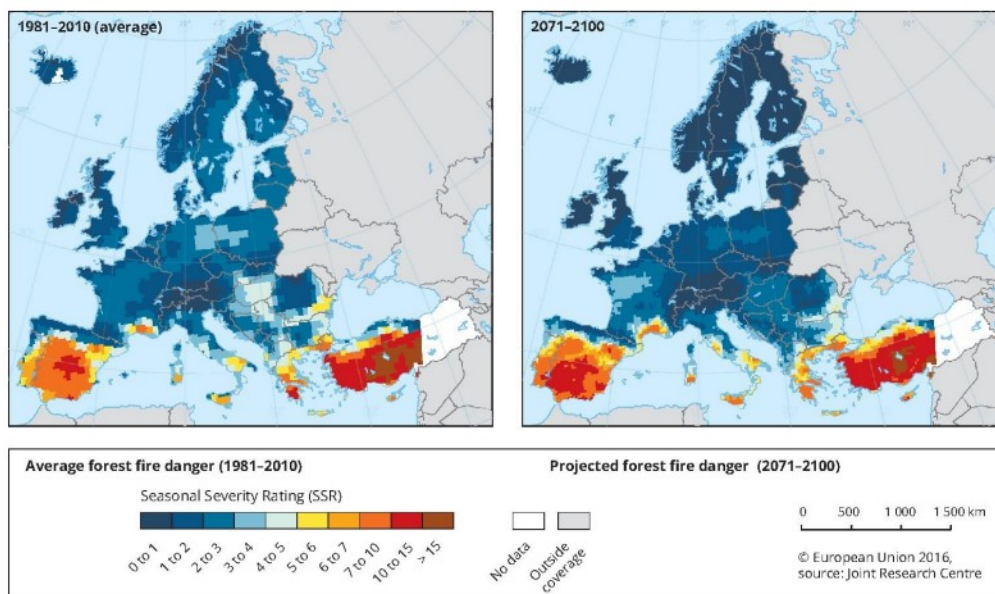 1981–2010 (average)
2071–2100
Average forest fire danger (1981–2010)
Projected forest fire danger (2071–2100)
Seasonal Severity Rating (SSR)
0 to 1
1 to 2
2 to 3
3 to 4
4 to 5
5 to 6
6 to 7
7 to 10
10 to 15
> 15
No data
Outside
coverage
0 500 1 000 1 500 km
© European Union 2016,
source: Joint Research Centre